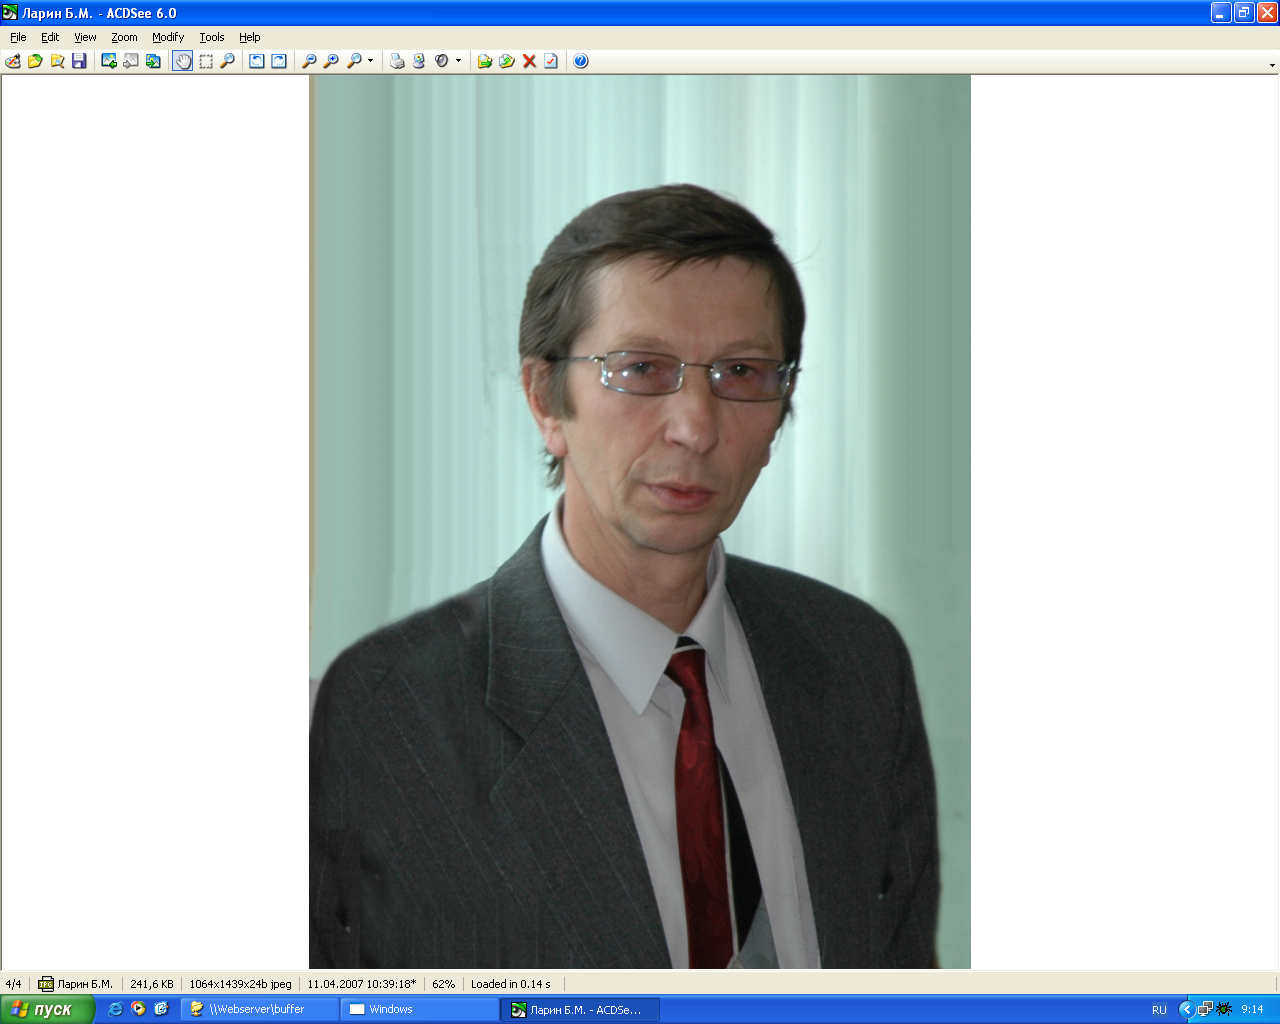 Ларин Б.М. - ACDSee 6.0
File Edit View Zoom Modify Tools Help
4/4 Ларин Б.М. 241,6 KB 1064x1439x24b jpeg 11.04.2007 10:39:18* 62% Loaded in 0.14 s
пуск \\Webserver\buffer Windows Ларин Б.М. - ACDSe... RU 9:14